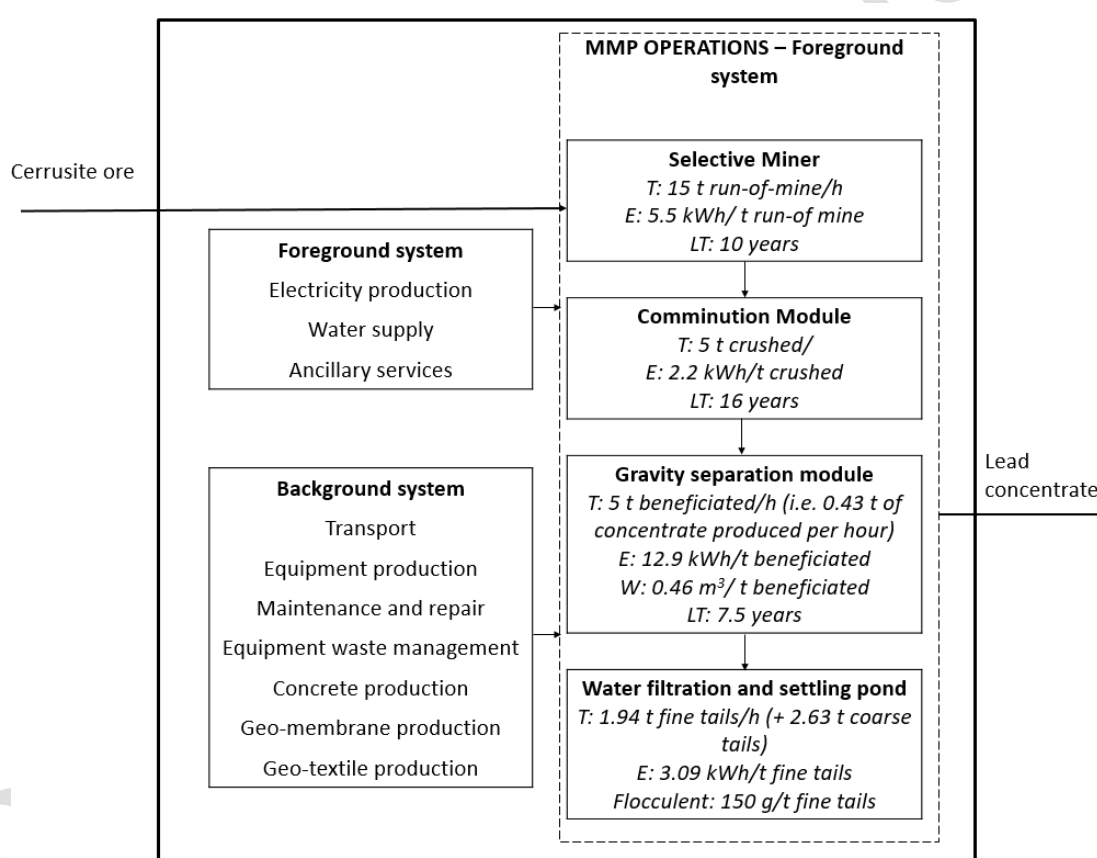 MMP OPERATIONS – Foreground
system
Cerrusite ore
Selective Miner
T: 15 t run-of-mine/h
E: 5.5 kWh/ t run-of mine
LT: 10 years
Foreground system
Electricity production
Water supply
Ancillary services
Comminution Module
T: 5 t crushed/
E: 2.2 kWh/t crushed
LT: 16 years
Gravity separation module
T: 5 t beneficiated/h (i.e. 0.43 t of
concentrate produced per hour)
E: 12.9 kWh/t beneficiated
W: 0.46 m³/ t beneficiated
LT: 7.5 years
Lead
concentrate
Background system
Transport
Equipment production
Maintenance and repair
Equipment waste management
Concrete production
Geo-membrane production
Geo-textile production
Water filtration and settling pond
T: 1.94 t fine tails/h (+ 2.63 t coarse
tails)
E: 3.09 kWh/t fine tails
Flocculent: 150 g/t fine tails